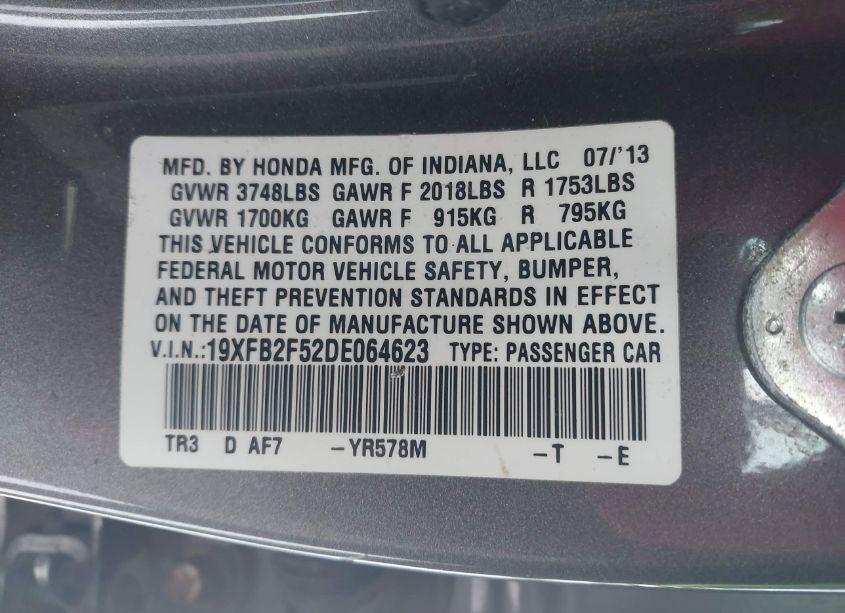 MFD. BY HONDA MFG. OF INDIANA, LLC 07/'13
GVWR 3748LBS GAWR F 2018LBS R 1753LBS
GVWR 1700KG GAWR F 915KG R 795KG
THIS VEHICLE CONFORMS TO ALL APPLICABLE
FEDERAL MOTOR VEHICLE SAFETY, BUMPER,
AND THEFT PREVENTION STANDARDS IN EFFECT
ON THE DATE OF MANUFACTURE SHOWN ABOVE.
V.I.N.:19XFB2F52DE064623 TYPE: PASSENGER CAR
TR3 D AF7 -YR578M -T -E